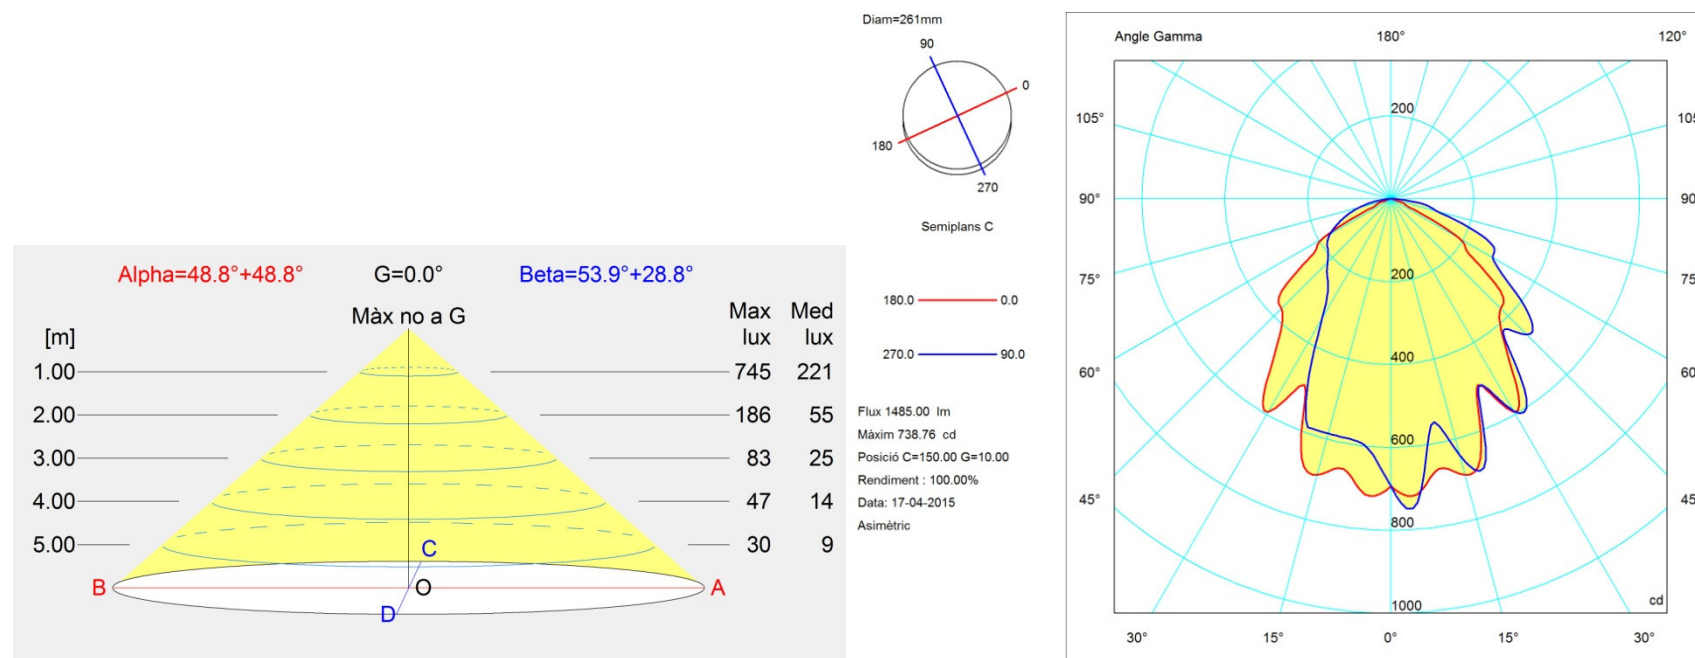 Alpha=48.8°+48.8°
G=0.0°
Beta=53.9°+28.8°
Màx no a G
Max Med
[m] lux lux
1.00 745 221
2.00 186 55
3.00 83 25
4.00 47 14
5.00 30 9
C
B O A
D
Diam=261mm
90
0
180
270
Semiplans C
180.0 0.0
270.0 90.0
Flux 1485.00 lm
Màxim 738.76 cd
Posició C=150.00 G=10.00
Rendiment : 100.00%
Data: 17-04-2015
Asimètric
Angle Gamma 180° 120°
200
105° 105
90° 90
200
75° 75
400
60° 60
600
45° 45
800
1000 cd
30° 15° 0° 15° 30°